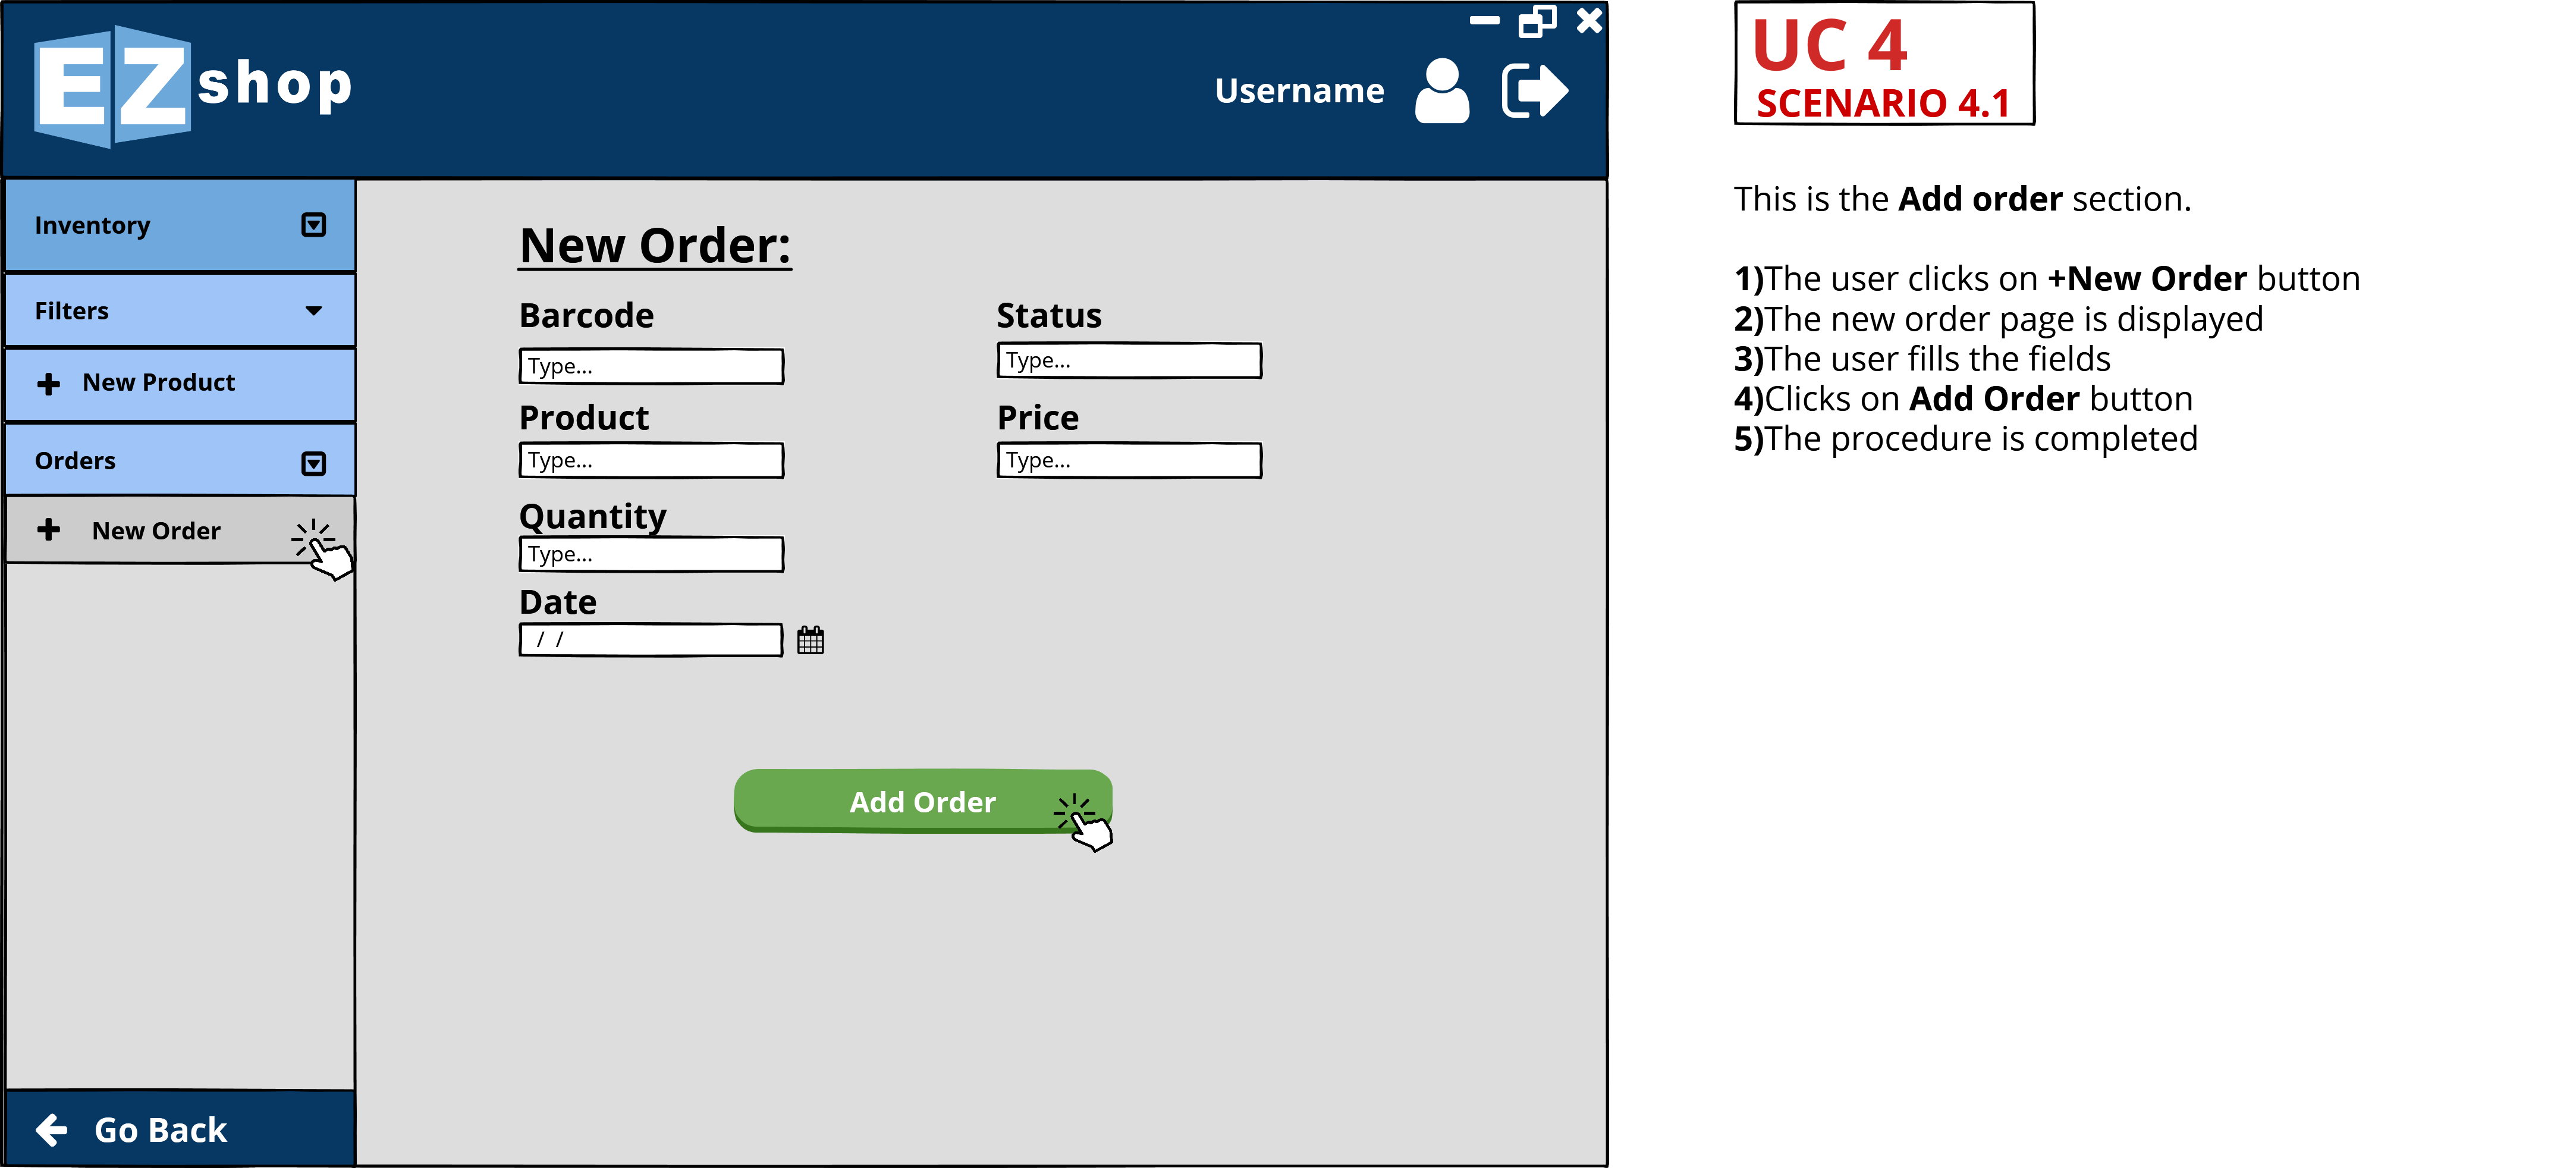 EZshop
Username
Inventory
Filters
New Product
Orders
New Order
Go Back
New Order:
Barcode
Type...
Product
Type...
Quantity
Type...
Date
/ /
Status
Type...
Price
Type...
Add Order
UC 4
SCENARIO 4.1
This is the Add order section.
1)The user clicks on +New Order button
2)The new order page is displayed
3)The user fills the fields
4)Clicks on Add Order button
5)The procedure is completed